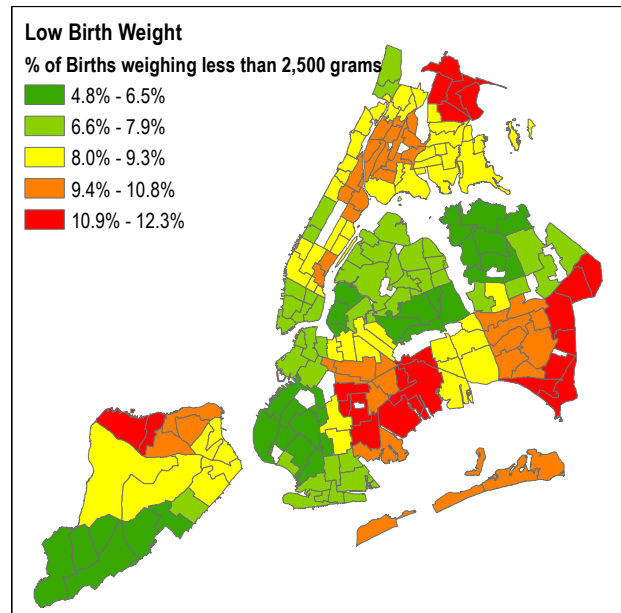 Low Birth Weight
% of Births weighing less than 2,500 grams
4.8% - 6.5%
6.6% - 7.9%
8.0% - 9.3%
9.4% - 10.8%
10.9% - 12.3%